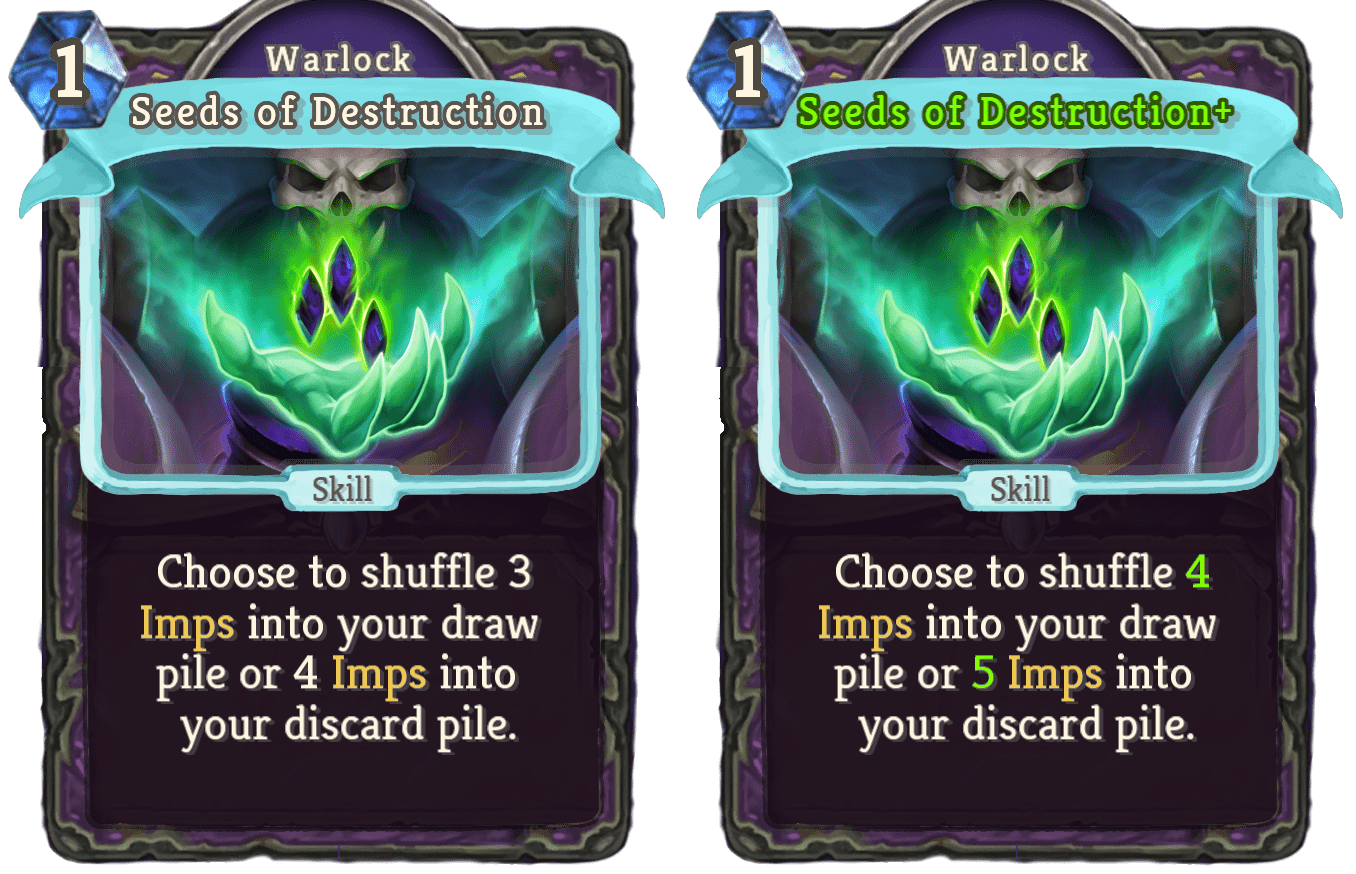 1
Warlock
Seeds of Destruction
Skill
Choose to shuffle 3
Imps into your draw
pile or 4 Imps into
your discard pile.
1
Warlock
Seeds of Destruction+
Skill
Choose to shuffle 4
Imps into your draw
pile or 5 Imps into
your discard pile.